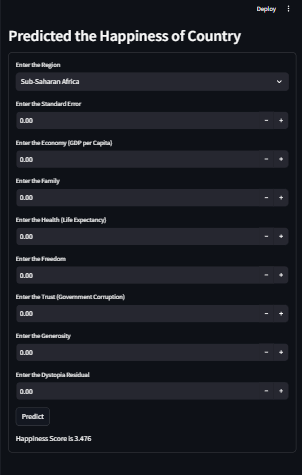 Deploy
Predicted the Happiness of Country
Enter the Region
Sub-Saharan Africa
Enter the Standard Error
0.00
Enter the Economy (GDP per Capita)
0.00
Enter the Family
0.00
Enter the Health (Life Expectancy)
0.00
Enter the Freedom
0.00
Enter the Trust (Government Corruption)
0.00
Enter the Generosity
0.00
Enter the Dystopia Residual
0.00
Predict
Happiness Score is 3.476